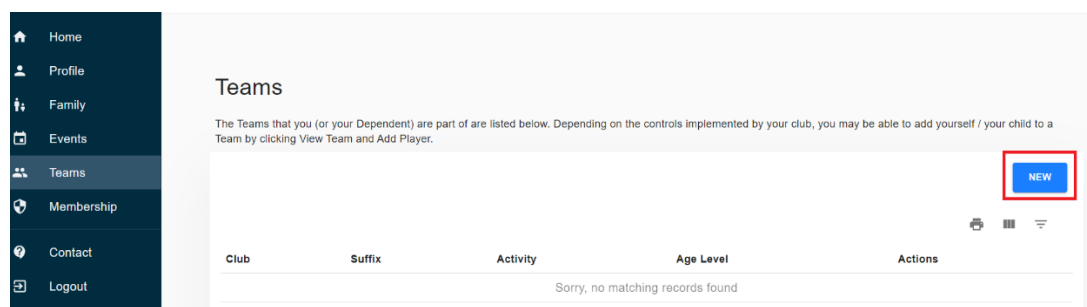 Home
Profile
Family
Events
Teams
Membership
Contact
Logout
Teams
The Teams that you (or your Dependent) are part of are listed below. Depending on the controls implemented by your club, you may be able to add yourself / your child to a
Team by clicking View Team and Add Player.
NEW
Club Suffix Activity Age Level Actions
Sorry, no matching records found